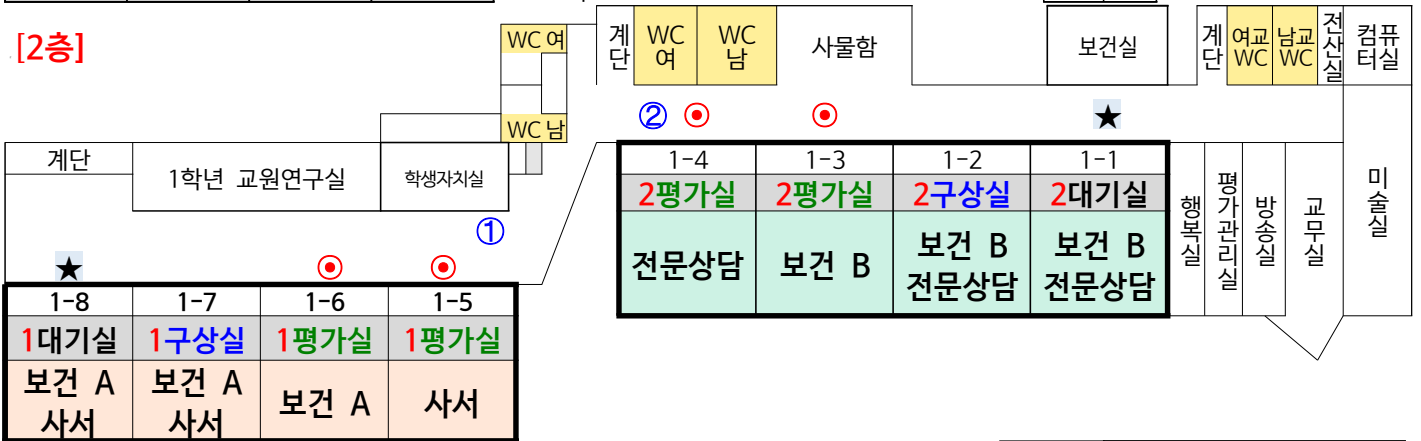 [2층]
WC 여
WC 남
계단
WC 여
WC 남
사물함
보건실
계단
여교 WC
남교 WC
전산실
컴퓨터실
② ⦿ ⦿ ★
계단
1학년 교원연구실
학생자치실
①
★ ⦿ ⦿
1-4 1-3 1-2 1-1
2평가실 2평가실 2구상실 2대기실
전문상담
보건 B
보건 B
전문상담
보건 B
전문상담
행복실
평가관리실
방송실
교무실
미술실
1-8 1-7 1-6 1-5
1대기실 1구상실 1평가실 1평가실
보건 A
사서
보건 A
사서
보건 A
사서